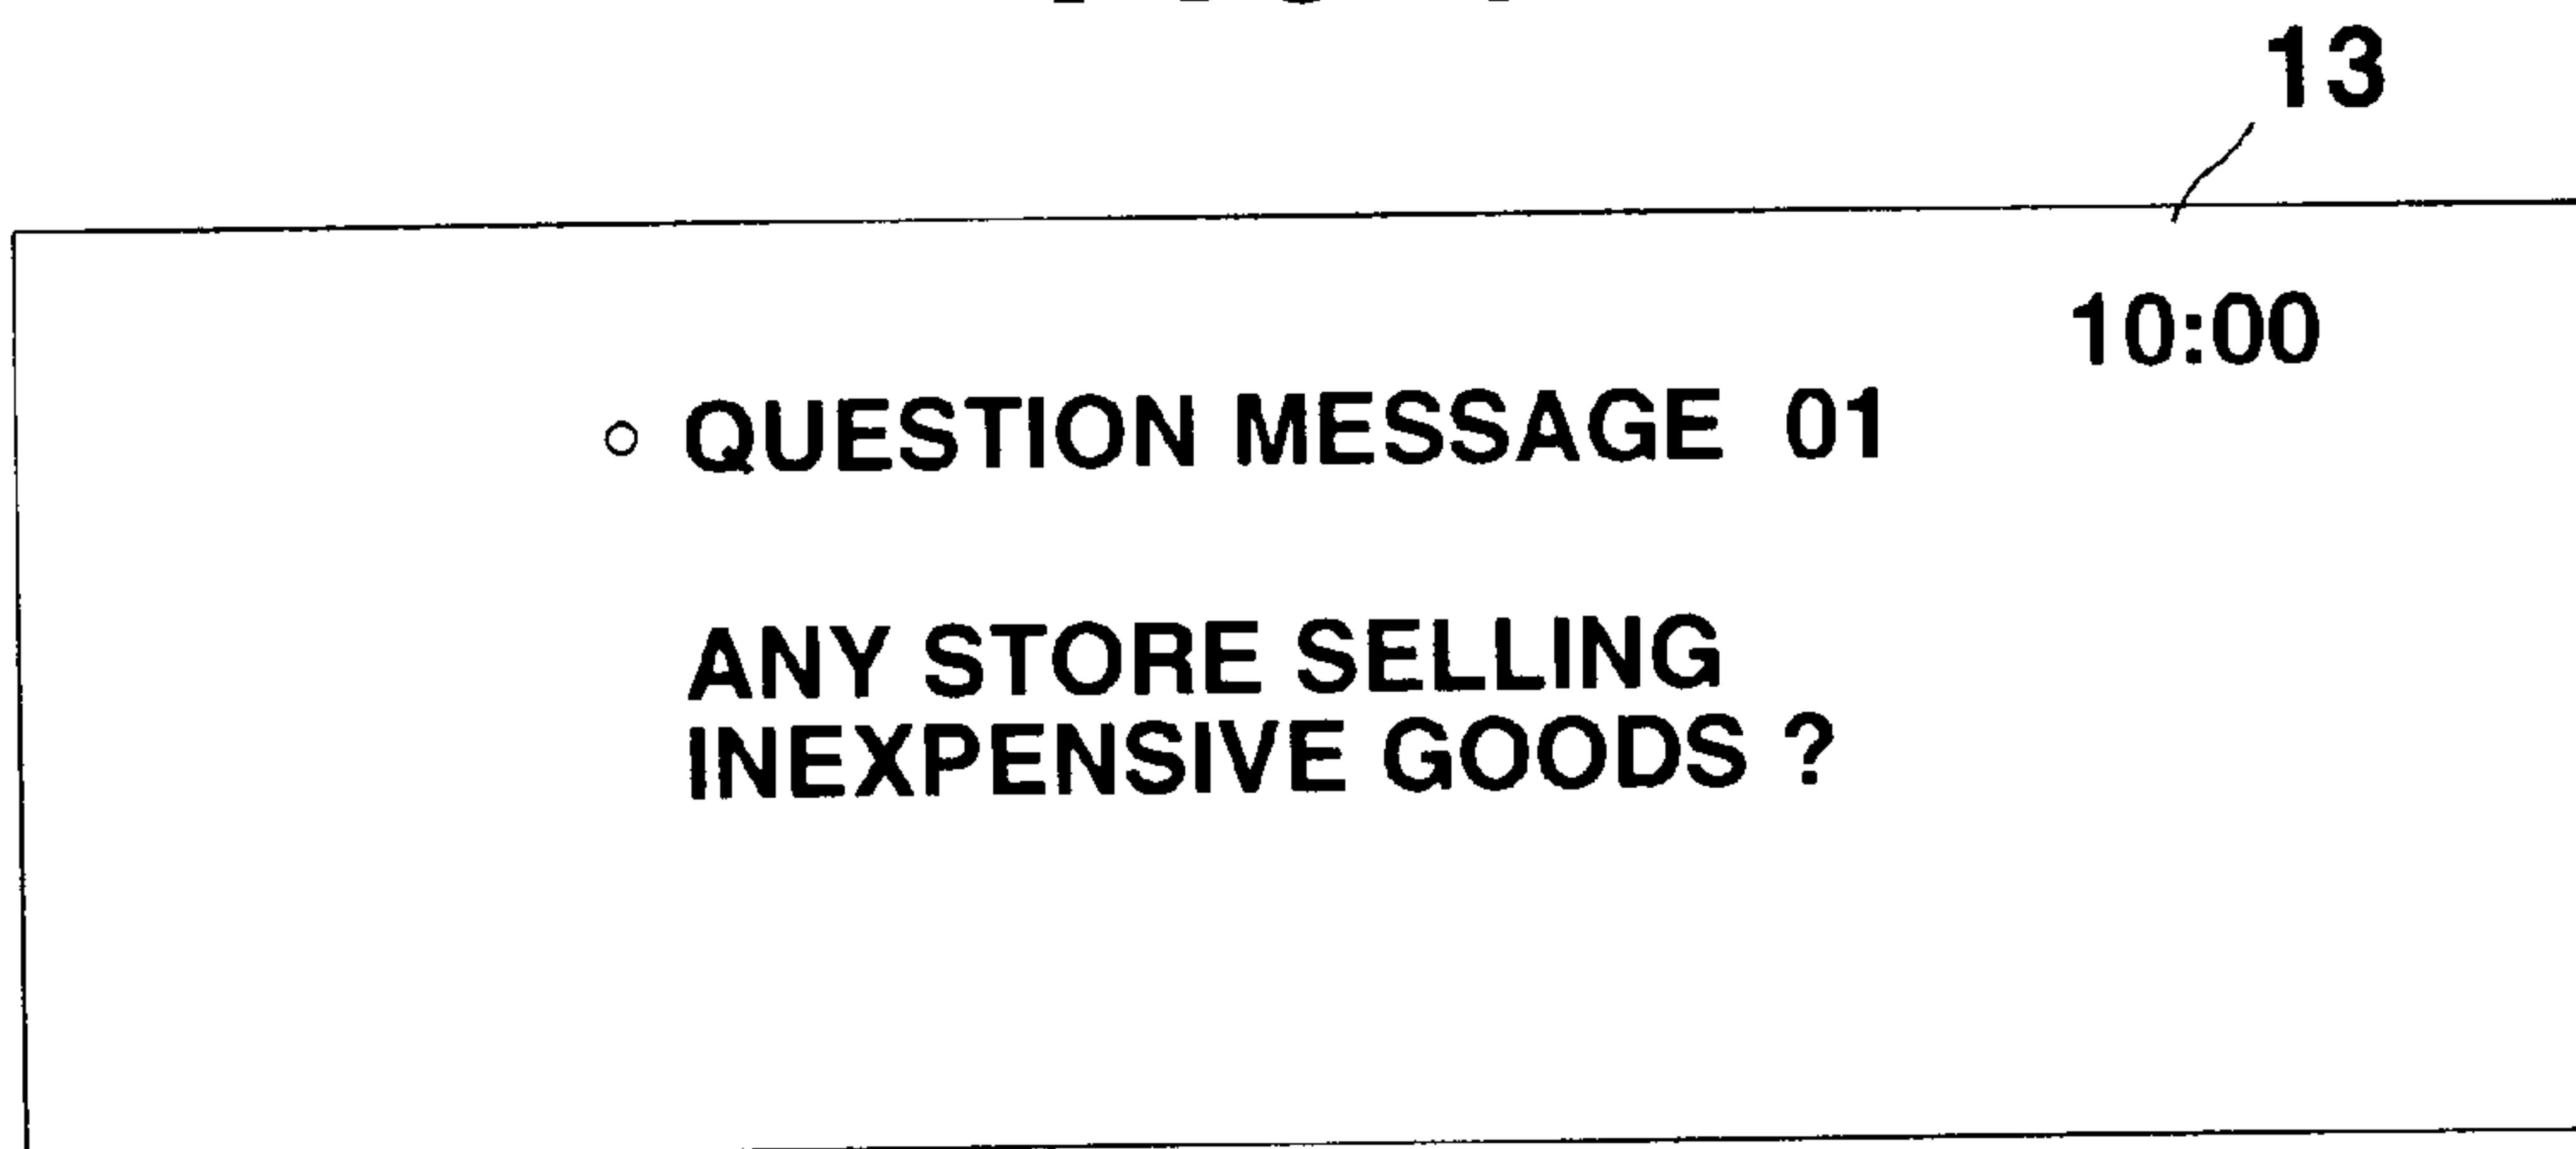 13
10:00
○ QUESTION MESSAGE 01
ANY STORE SELLING
INEXPENSIVE GOODS ?